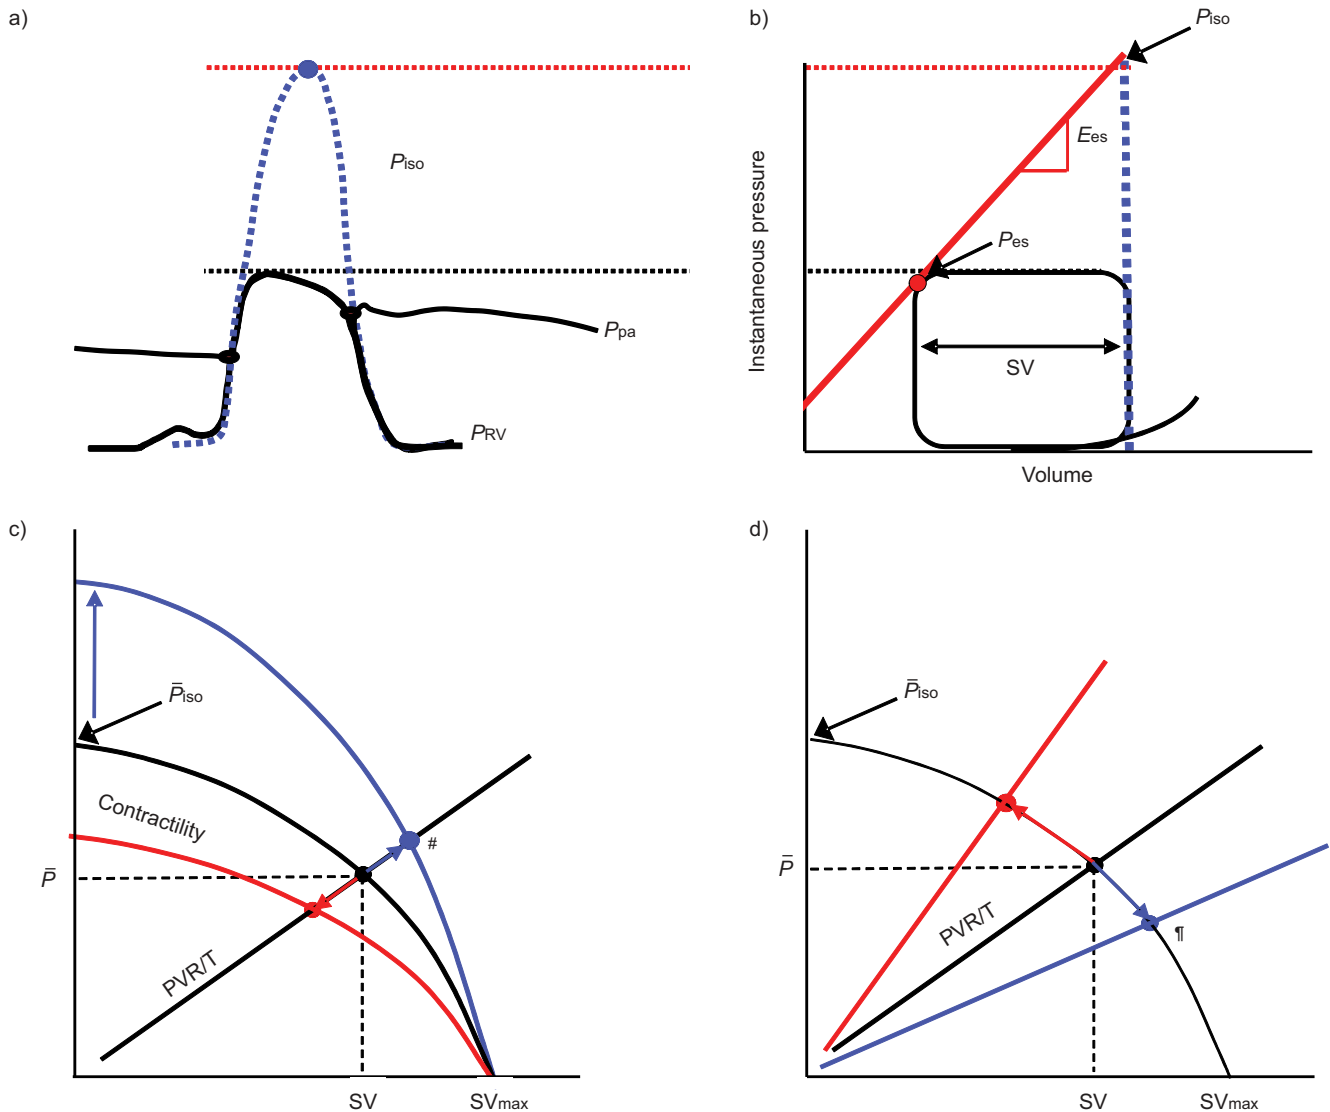 a)
Piso
Ppa
PRV
b)
Piso
Ees
Pes
SV
Instantaneous pressure
Volume
c)
P̄iso
Contractility
#
P̄
PVR/T
SV
SVmax
d)
P̄iso
P̄
PVR/T
¶
SV
SVmax